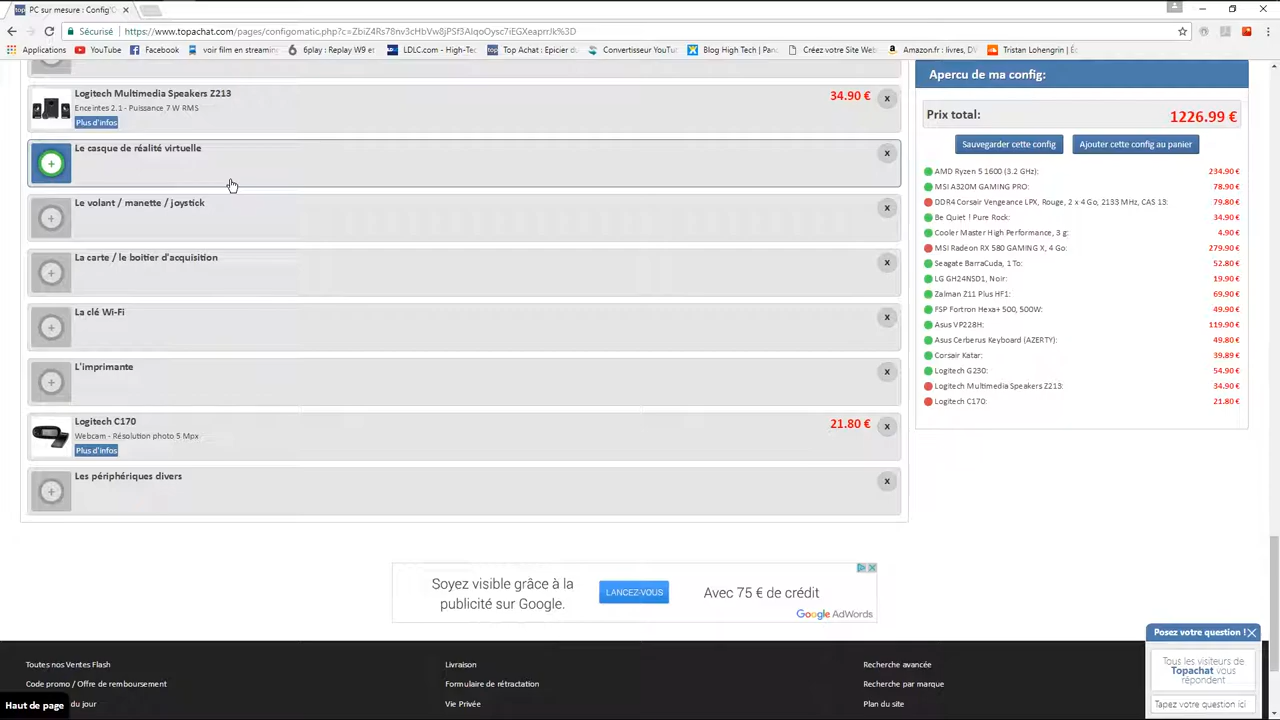 PC sur mesure : Config'
Sécurisé
https://www.topachat.com/pages/configomatic.php?c=ZbiZ4Rs78nv3cHbVw8jPSf3AlqoOysc7iEGXeaprrJk%3D
Applications
YouTube
Facebook
voir film en streamin
6play : Replay W9 et
LDLC.com - High-Tec
Top Achat : Épicier du
Convertisseur YouTu
Blog High Tech | Pa
Créez votre Site Web
Amazon.fr : livres, DV
Tristan Lohengrin | É
Logitech Multimedia Speakers Z213
Enceintes 2.1 - Puissance 7 W RMS
Plus d'infos
34.90 €
x
Le casque de réalité virtuelle
x
Le volant / manette / joystick
x
La carte / le boitier d'acquisition
x
La clé Wi-Fi
x
L'imprimante
x
Logitech C170
Webcam - Résolution photo 5 Mpx
Plus d'infos
21.80 €
x
Les périphériques divers
x
Apercu de ma config:
Prix total: 1226.99 €
Sauvegarder cette config
Ajouter cette config au panier
AMD Ryzen 5 1600 (3.2 GHz): 234.90 €
MSI A320M GAMING PRO: 78.90 €
DDR4 Corsair Vengeance LPX, Rouge, 2 x 4 Go, 2133 MHz, CAS 13: 79.80 €
Be Quiet ! Pure Rock: 34.90 €
Cooler Master High Performance, 3 g: 4.90 €
MSI Radeon RX 580 GAMING X, 4 Go: 279.90 €
Seagate BarraCuda, 1 To: 52.80 €
LG GH24NSD1, Noir: 19.90 €
Zalman Z11 Plus HF1: 69.90 €
FSP Fortron Hexa+ 500, 500W: 49.90 €
Asus VP228H: 119.90 €
Asus Cerberus Keyboard (AZERTY): 49.80 €
Corsair Katar: 39.89 €
Logitech G230: 54.90 €
Logitech Multimedia Speakers Z213: 34.90 €
Logitech C170: 21.80 €
Soyez visible grâce à la
publicité sur Google.
LANCEZ-VOUS
Avec 75 € de crédit
Google AdWords
Posez votre question !
Tous les visiteurs de
Topachat vous
répondent
Tapez votre question ici
Toutes nos Ventes Flash
Code promo / Offre de remboursement
du jour
Haut de page
Livraison
Vie Privée
Recherche avancée
Recherche par marque
Plan du site